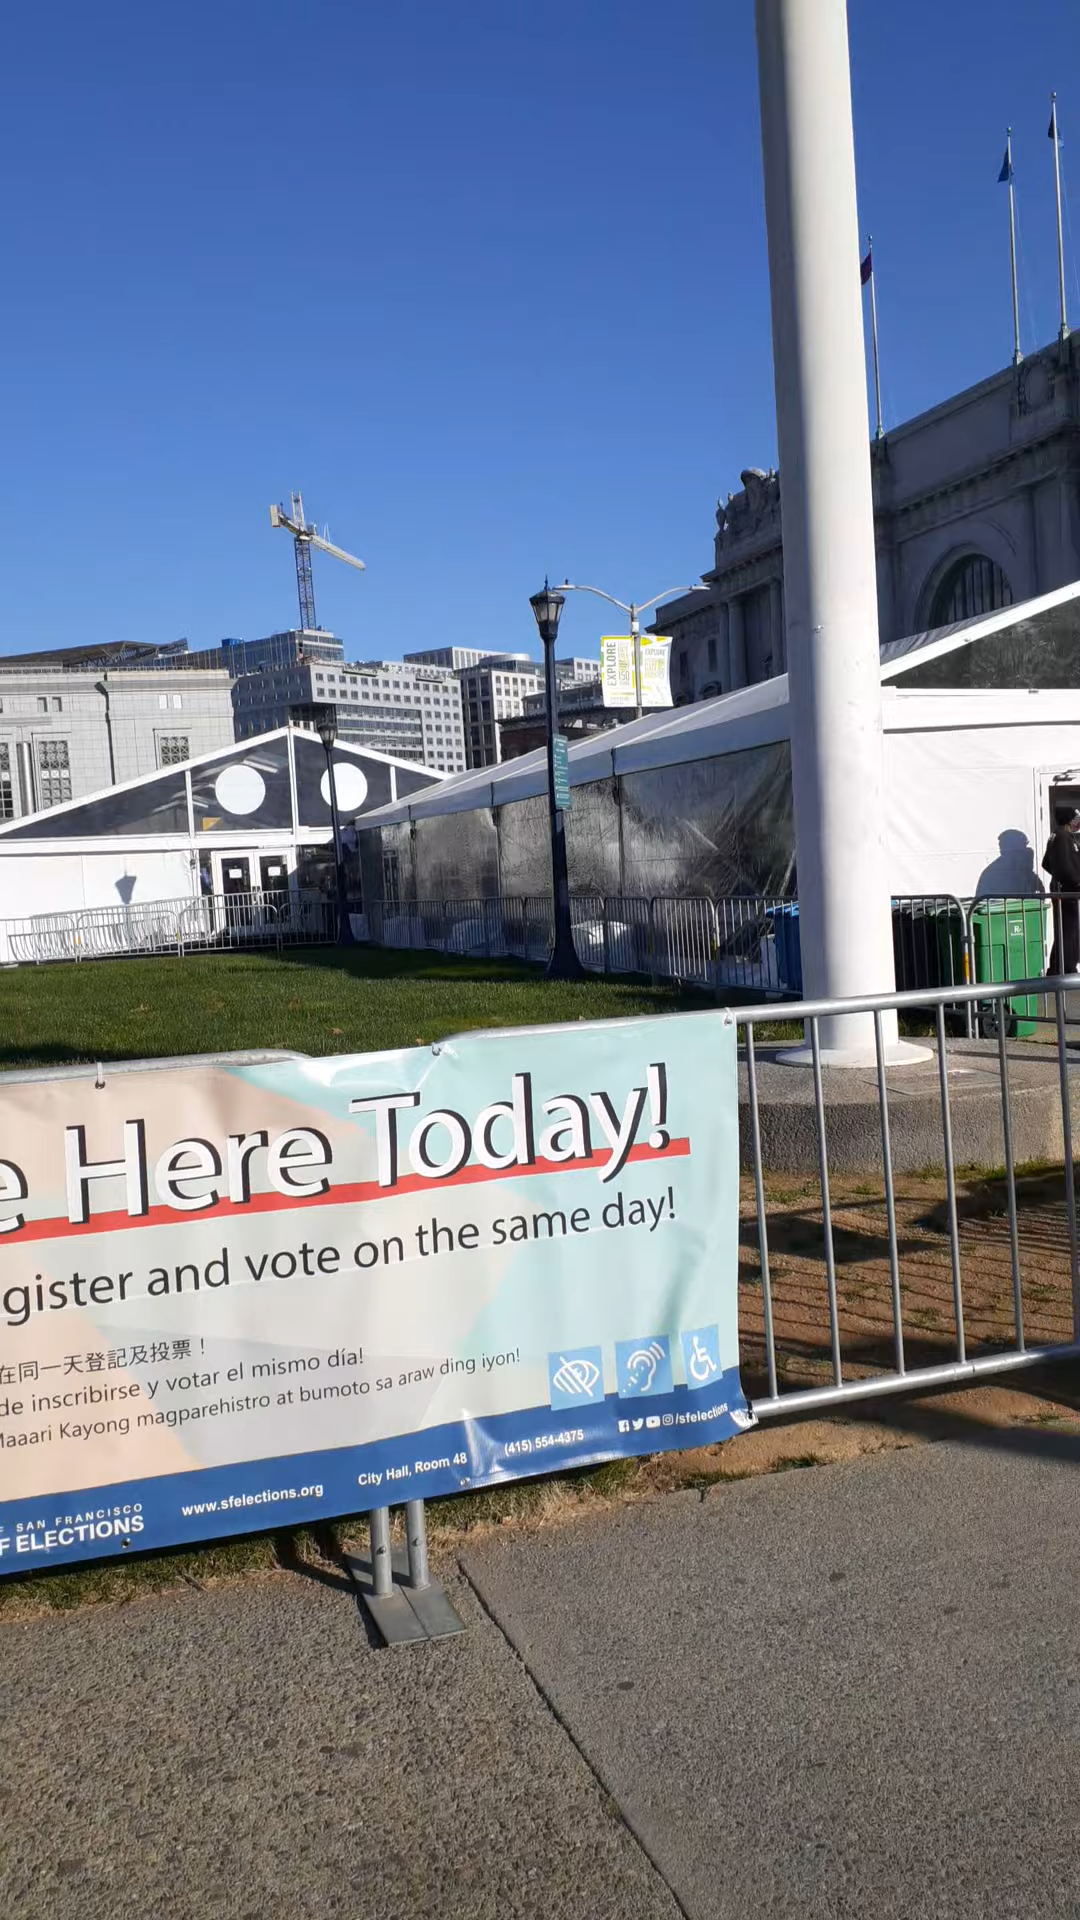 EXPLORE
EXPLORE
e Here Today!
gister and vote on the same day!
在同一天登記及投票！
de inscribirse y votar el mismo día!
Maaari Kayong magparehistro at bumoto sa araw ding iyon!
SAN FRANCISCO
F ELECTIONS
www.sfelections.org
City Hall, Room 48
(415) 554-4375
/sfelections